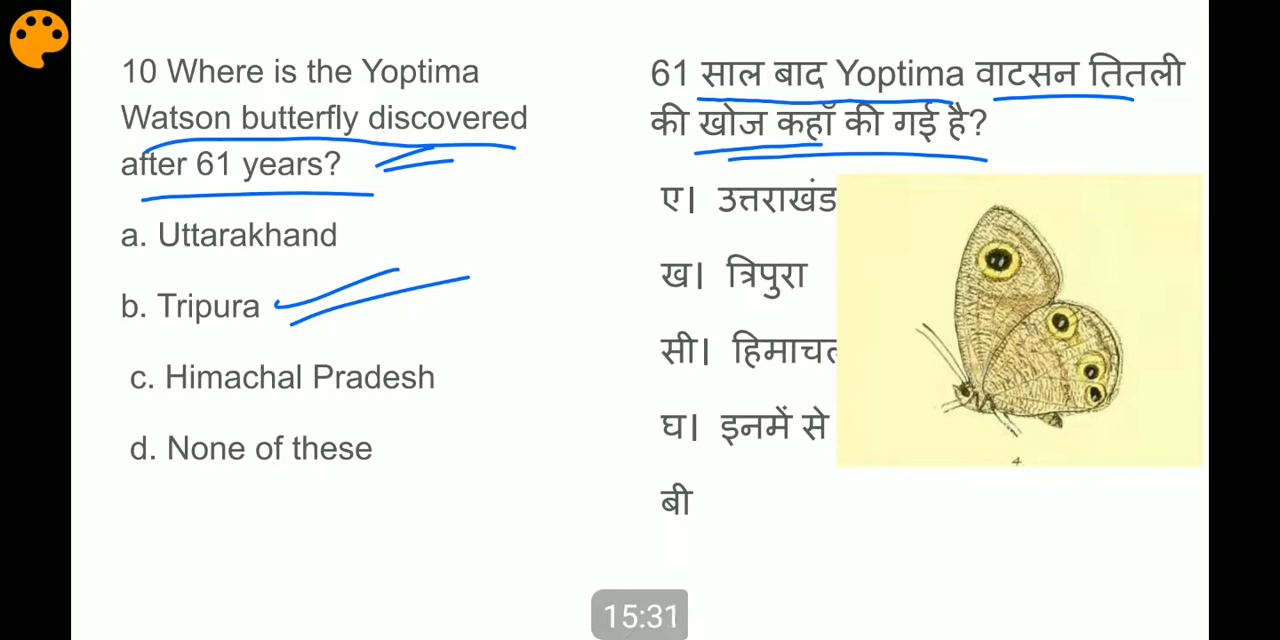 10 Where is the Yoptima
Watson butterfly discovered
after 61 years?
a. Uttarakhand
b. Tripura
c. Himachal Pradesh
d. None of these
61 साल बाद Yoptima वाटसन तितली
की खोज कहाँ की गई है?
ए। उत्तराखंड
ख। त्रिपुरा
सी। हिमाचल
घ। इनमें से
बी
4.
15:31